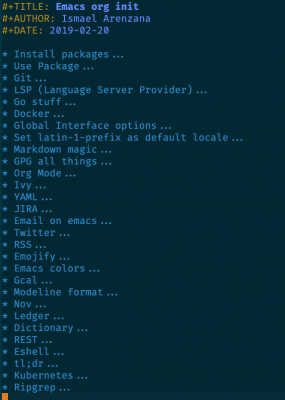 #+TITLE: Emacs org init
#+AUTHOR: Ismael Arenzana
#+DATE: 2019-02-20
* Install packages...
* Use Package...
* Git...
* LSP (Language Server Provider)...
* Go stuff...
* Docker...
* Global Interface options...
* Set latin-1-prefix as default locale...
* Markdown magic...
* GPG all things...
* Org Mode...
* Ivy...
* YAML...
* JIRA...
* Email on emacs...
* Twitter...
* RSS...
* Emojify...
* Emacs colors...
* Gcal...
* Modeline format...
* Nov...
* Ledger...
* Dictionary...
* REST...
* Eshell...
* tl;dr...
* Kubernetes...
* Ripgrep...